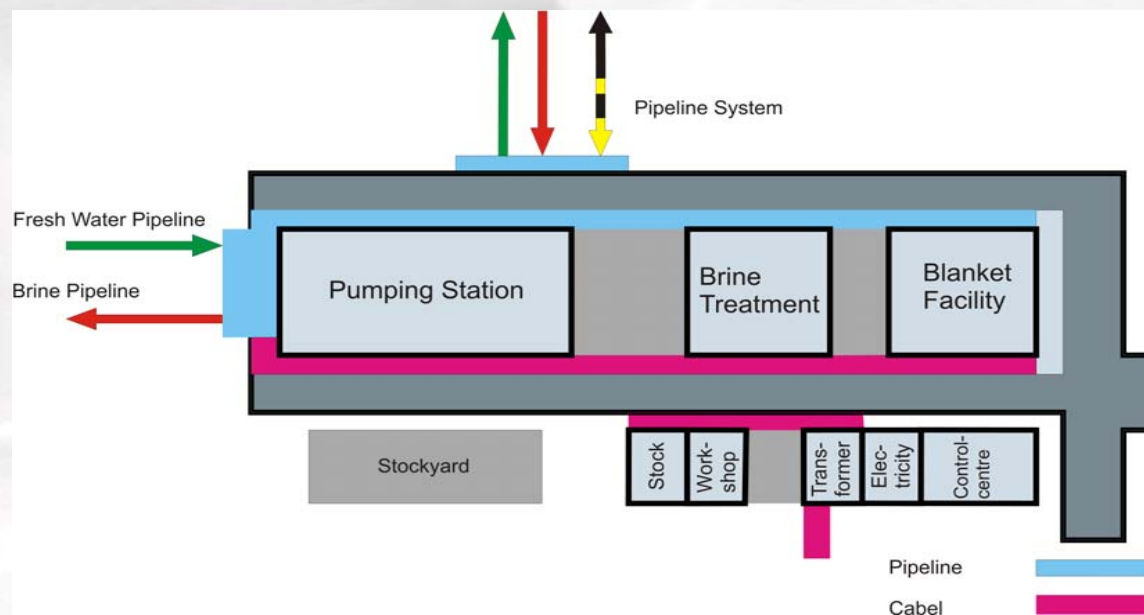 Pipeline System
Fresh Water Pipeline
Brine Pipeline
Pumping Station
Brine
Treatment
Blanket
Facility
Stockyard
Stock
Work-
shop
Trans-
former
Elec-
tricity
Control-
centre
Pipeline
Cabel